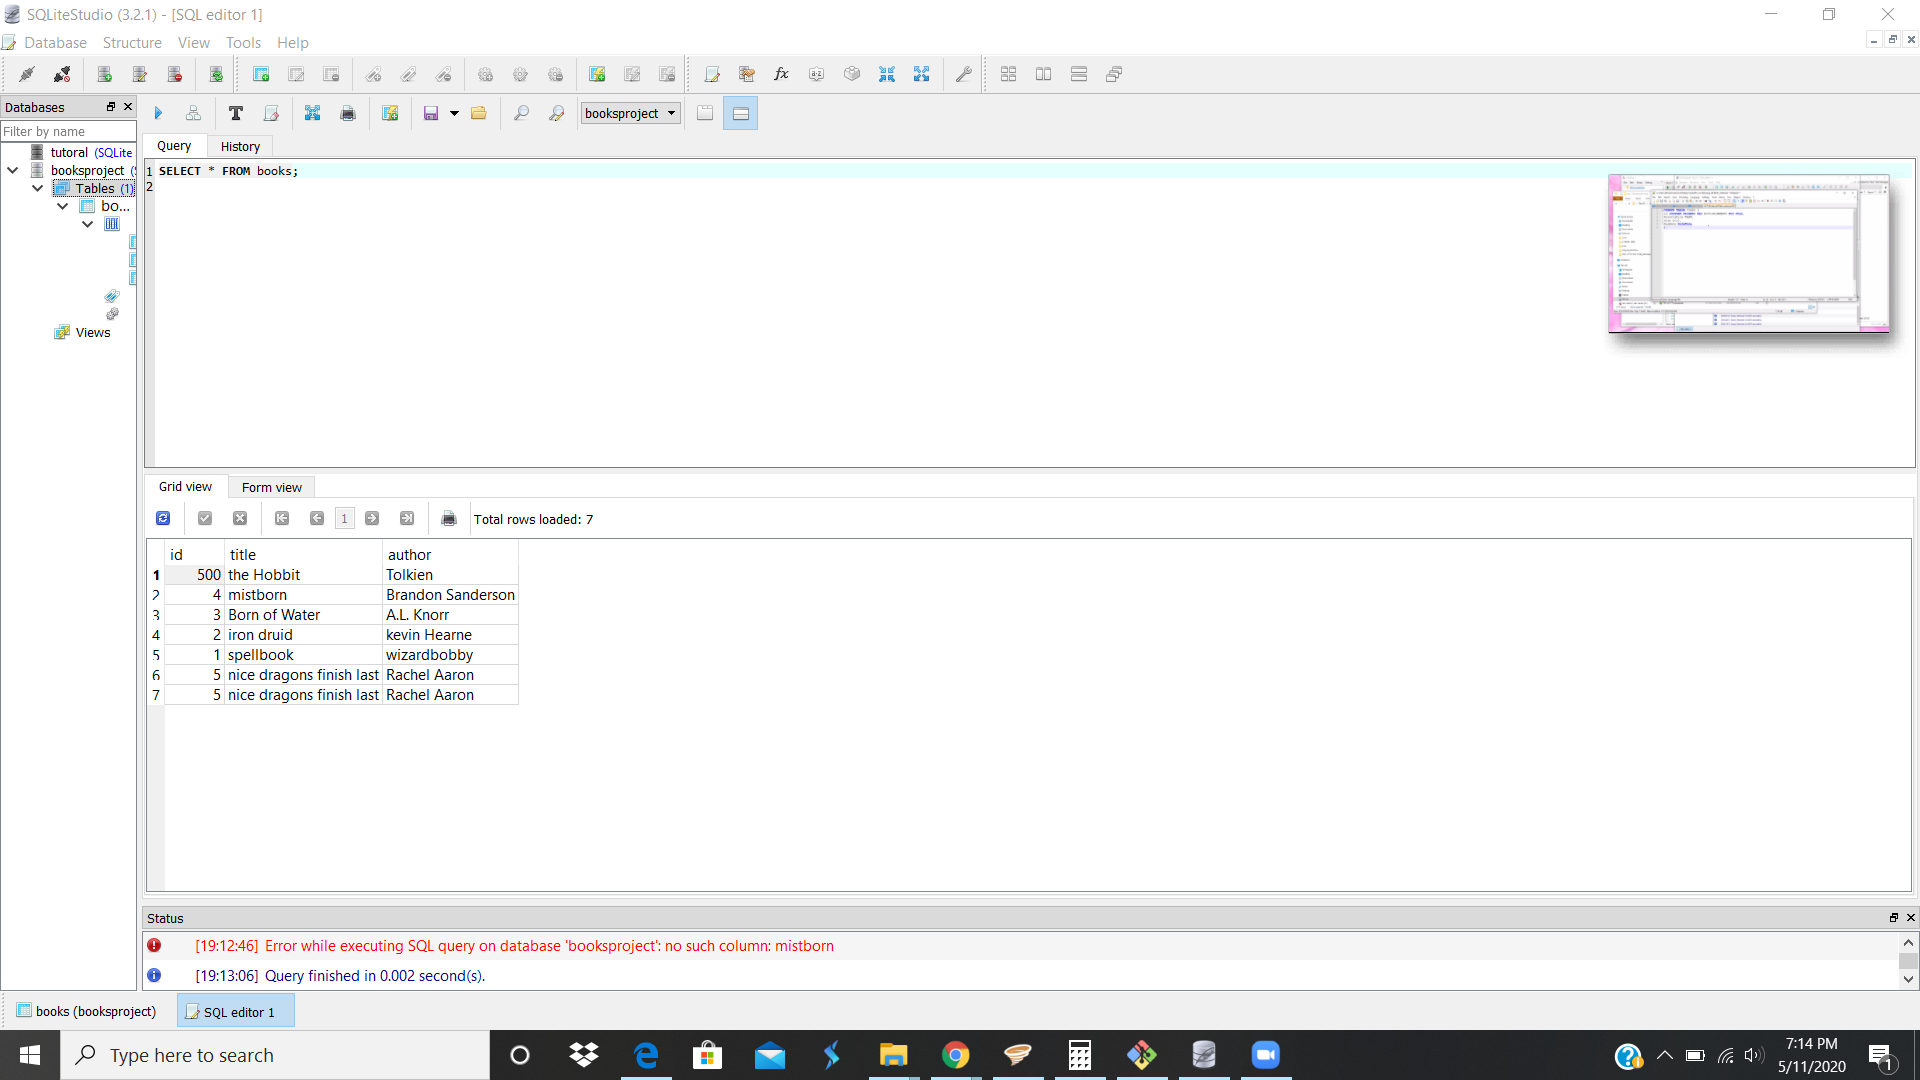 SQLiteStudio (3.2.1) - [SQL editor 1]
Database Structure View Tools Help
Databases
Filter by name
tutoral (SQLite
booksproject (S
Tables (1)
bo...
Views
booksproject
Query History
1 SELECT * FROM books;
2
Grid view Form view
1 Total rows loaded: 7
id title author
1 500 the Hobbit Tolkien
2 4 mistborn Brandon Sanderson
3 3 Born of Water A.L. Knorr
4 2 iron druid kevin Hearne
5 1 spellbook wizardbobby
6 5 nice dragons finish last Rachel Aaron
7 5 nice dragons finish last Rachel Aaron
Status
[19:12:46] Error while executing SQL query on database 'booksproject': no such column: mistborn
[19:13:06] Query finished in 0.002 second(s).
books (booksproject) SQL editor 1
Type here to search
7:14 PM
5/11/2020
1